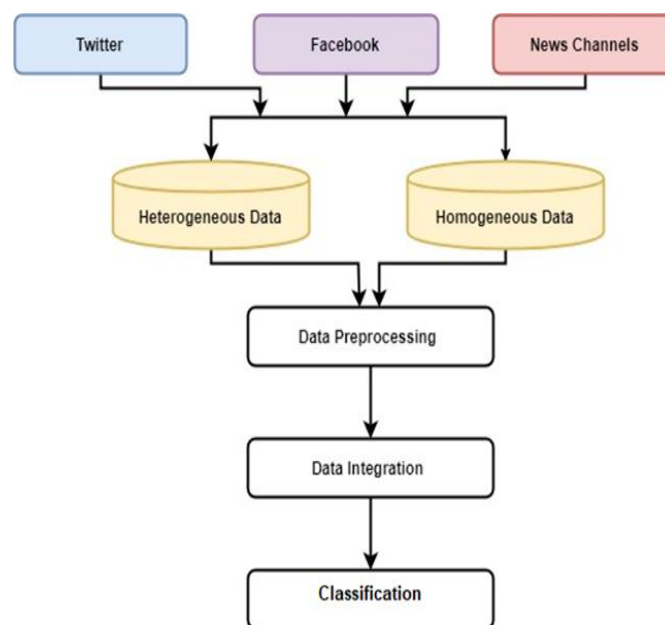 Twitter
Facebook
News Channels
Heterogeneous Data
Homogeneous Data
Data Preprocessing
Data Integration
Classification